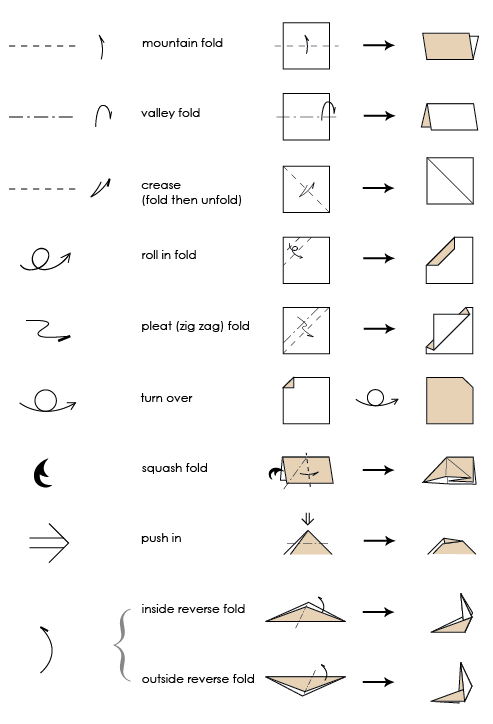 mountain fold
valley fold
crease
(fold then unfold)
roll in fold
pleat (zig zag) fold
turn over
squash fold
push in
inside reverse fold
outside reverse fold